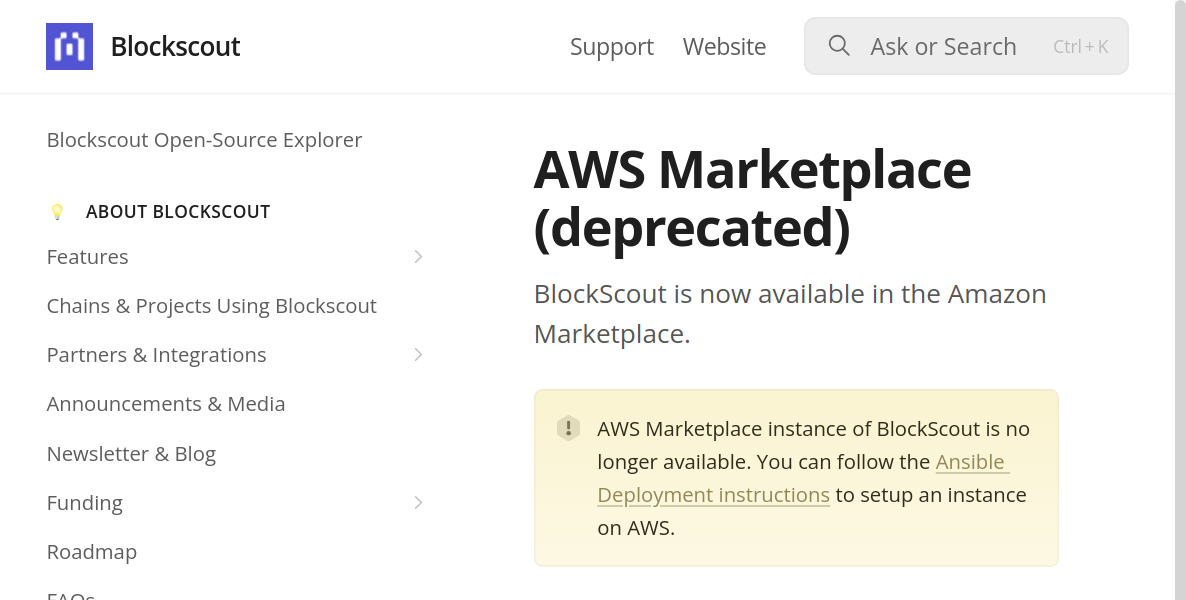 Blockscout
Support
Website
Ask or Search
Ctrl + K
Blockscout Open-Source Explorer
ABOUT BLOCKSCOUT
Features
Chains & Projects Using Blockscout
Partners & Integrations
Announcements & Media
Newsletter & Blog
Funding
Roadmap
FAQs
AWS Marketplace
(deprecated)
BlockScout is now available in the Amazon
Marketplace.
AWS Marketplace instance of BlockScout is no
longer available. You can follow the Ansible
Deployment instructions to setup an instance
on AWS.